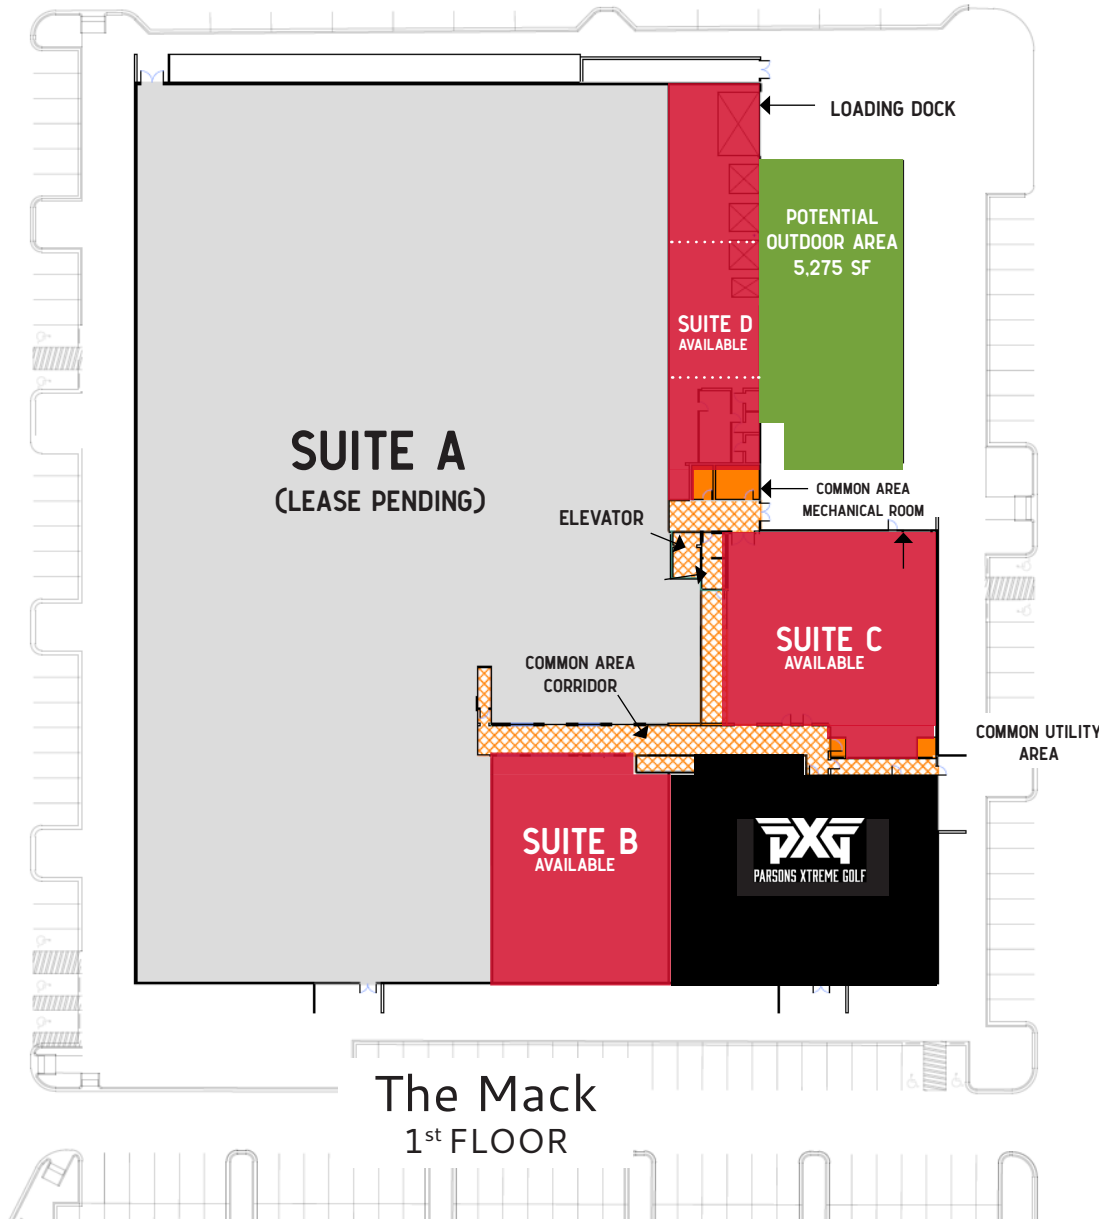 LOADING DOCK
POTENTIAL
OUTDOOR AREA
5,275 SF
SUITE D
AVAILABLE
SUITE A
(LEASE PENDING)
COMMON AREA
MECHANICAL ROOM
ELEVATOR
SUITE C
AVAILABLE
COMMON AREA
CORRIDOR
COMMON UTILITY
AREA
SUITE B
AVAILABLE
PXG
PARSONS XTREME GOLF
The Mack
1st FLOOR